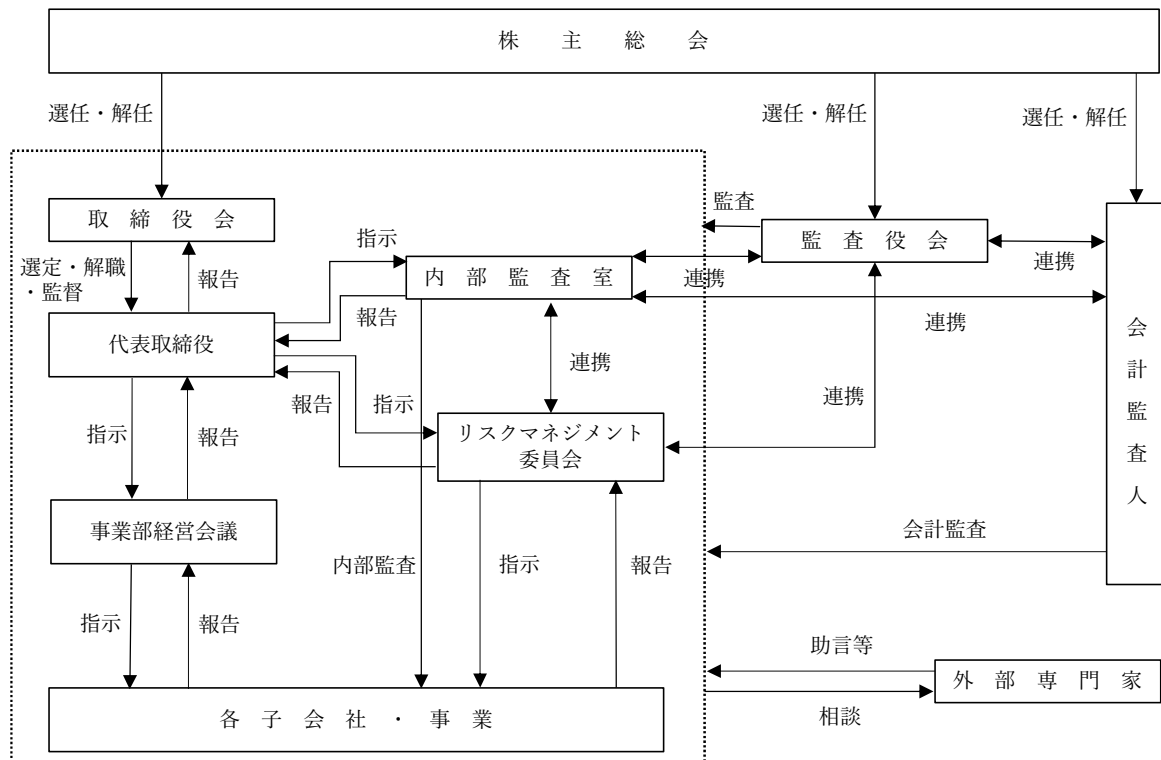 株主総会
選任・解任
選任・解任
選任・解任
取締役会
監査
監査役会
指示
連携
選定・解職
・監督
報告
内部監査室
連携
報告
連携
代表取締役
会計監査人
連携
連携
報告
指示
指示
報告
リスクマネジメント
委員会
事業部経営会議
会計監査
内部監査
指示
報告
指示
報告
助言等
外部専門家
各子会社・事業
相談